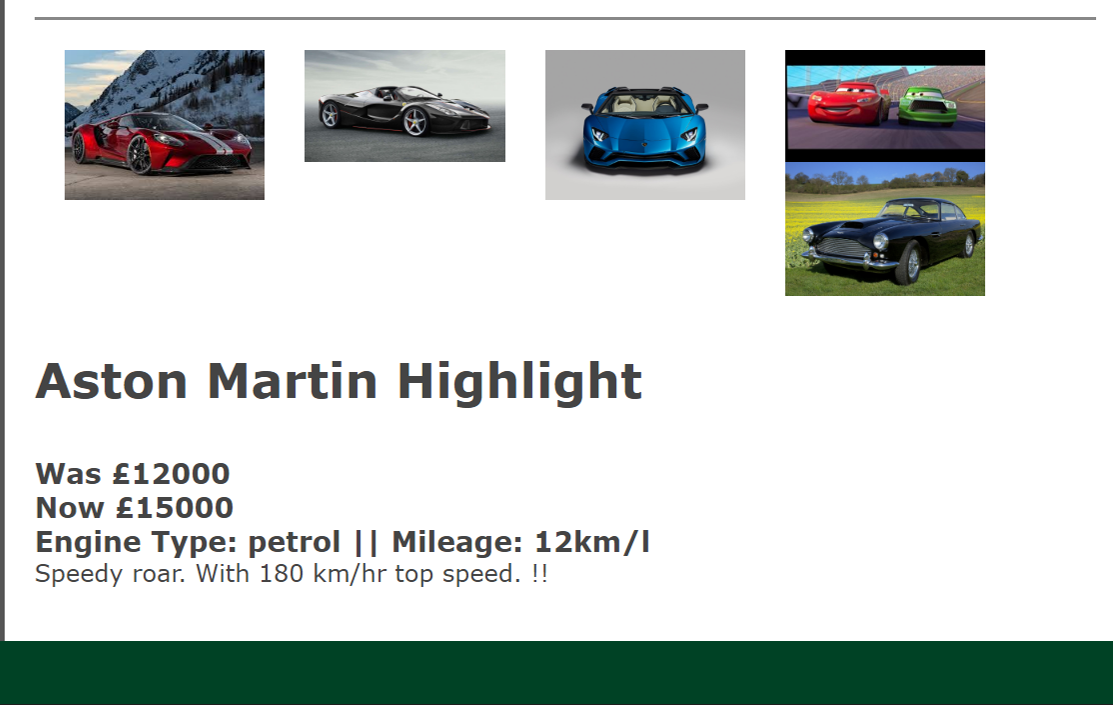 Aston Martin Highlight
Was £12000
Now £15000
Engine Type: petrol || Mileage: 12km/l
Speedy roar. With 180 km/hr top speed. !!